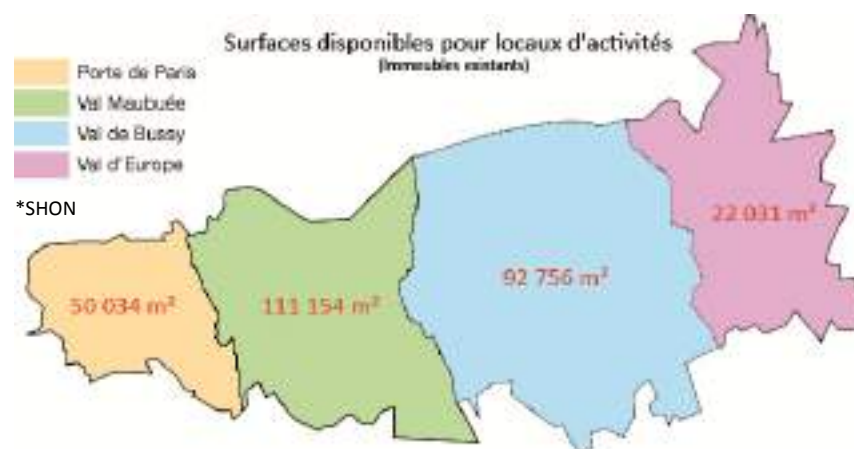 Surfaces disponibles pour locaux d'activités
(Immeubles existants)
Porte de Paris
Val Maubuée
Val de Bussy
Val d'Europe
*SHON
22 031 m²
92 756 m²
50 034 m²
111 154 m²